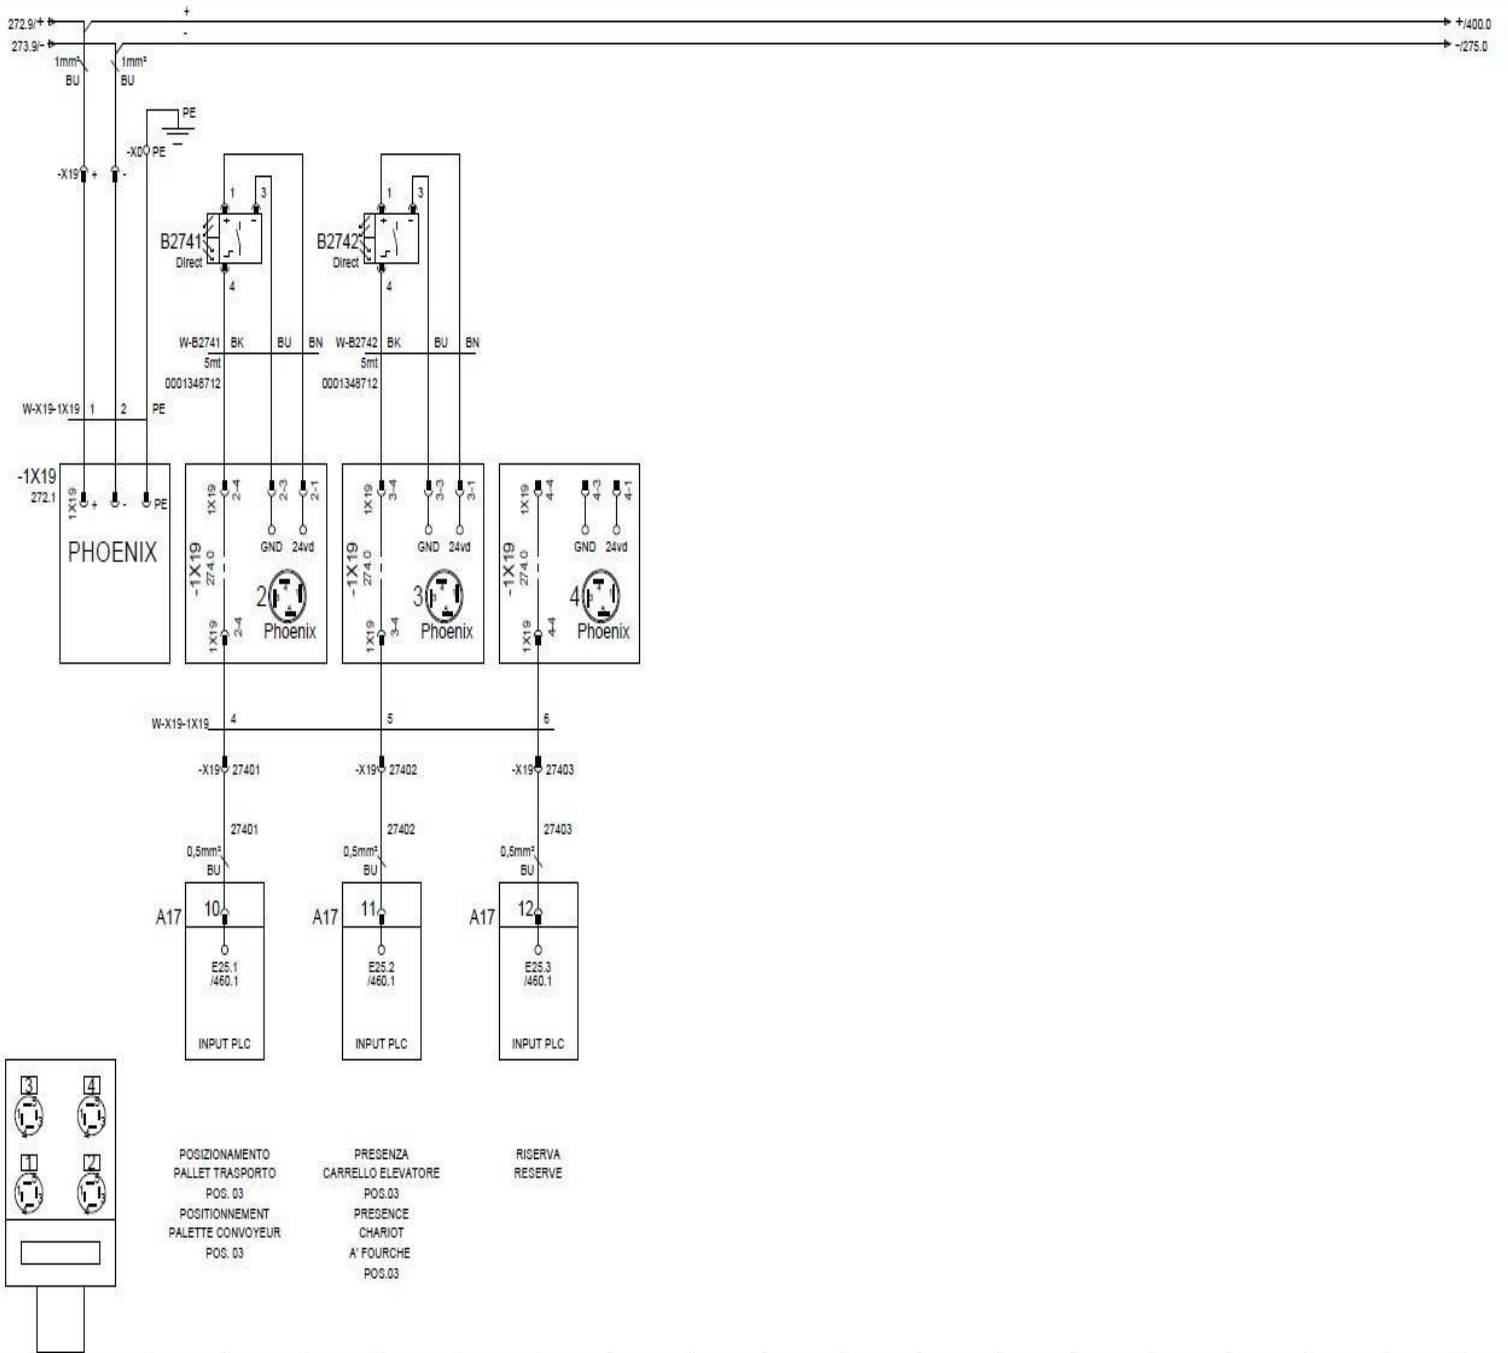 272.9/+
+
+/400.0
273.9/-
-
-/275.0
1mm²
1mm²
BU
BU
PE
-X0 PE
-X19 + -
1 3
1 3
+ -
+ -
B2741
B2742
Direct
Direct
4
4
W-B2741 BK BU BN
W-B2742 BK BU BN
5mt
5mt
0001348712
0001348712
W-X19-1X19 1 2 PE
-1X19
272.1
1X19 + - PE
PHOENIX
1X19 2-4 2-3 2-1
1X19 3-4 3-3 3-1
1X19 4-4 4-3 4-1
GND 24vd
GND 24vd
GND 24vd
-1X19
274.0
-1X19
274.0
-1X19
274.0
2
3
4
1X19 2-4 Phoenix
1X19 3-4 Phoenix
1X19 4-4 Phoenix
W-X19-1X19 4 5 6
-X19 27401
-X19 27402
-X19 27403
27401
27402
27403
0,5mm²
0,5mm²
0,5mm²
BU
BU
BU
A17 10
A17 11
A17 12
E25.1
/460.1
E25.2
/460.1
E25.3
/460.1
INPUT PLC
INPUT PLC
INPUT PLC
3 4
1 2
POSIZIONAMENTO
PALLET TRASPORTO
POS. 03
POSITIONNEMENT
PALETTE CONVOYEUR
POS. 03
PRESENZA
CARRELLO ELEVATORE
POS.03
PRESENCE
CHARIOT
A' FOURCHE
POS.03
RISERVA
RESERVE